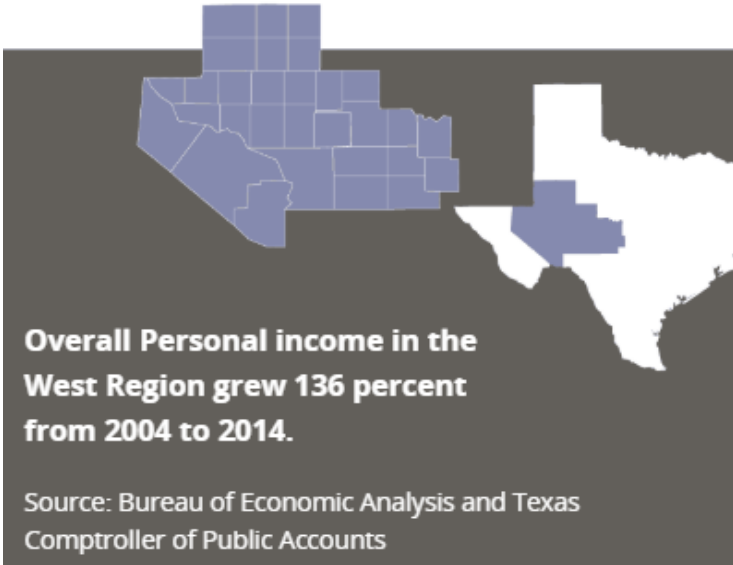 Overall Personal income in the
West Region grew 136 percent
from 2004 to 2014.
Source: Bureau of Economic Analysis and Texas
Comptroller of Public Accounts